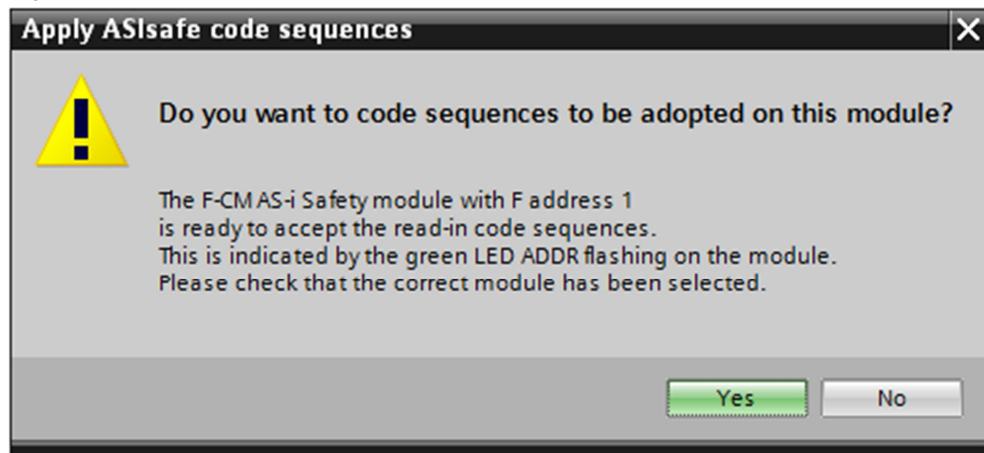 Apply ASIsafe code sequences
Do you want to code sequences to be adopted on this module?
The F-CM AS-i Safety module with F address 1
is ready to accept the read-in code sequences.
This is indicated by the green LED ADDR flashing on the module.
Please check that the correct module has been selected.
Yes
No